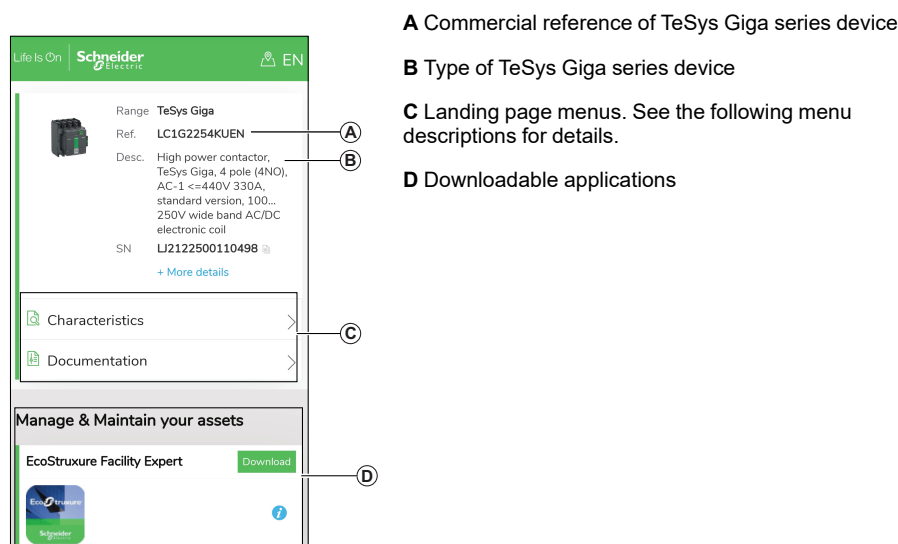 Life Is On | Schneider Electric EN
Range TeSys Giga
Ref. LC1G2254KUEN
A
Desc. High power contactor,
B
TeSys Giga, 4 pole (4NO),
AC-1 <=440V 330A,
standard version, 100...
250V wide band AC/DC
electronic coil
SN LJ2122500110498
+ More details
Characteristics
C
Documentation
Manage & Maintain your assets
EcoStruxure Facility Expert Download
D
EcoStruxure
i
Schneider
Electric
A Commercial reference of TeSys Giga series device
B Type of TeSys Giga series device
C Landing page menus. See the following menu
descriptions for details.
D Downloadable applications